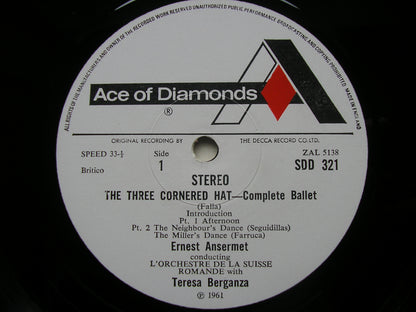 ALL RIGHTS OF THE MANUFACTURER AND OWNER OF THE RECORDED WORK RESERVED UNAUTHORIZED PUBLIC PERFORMANCE BROADCASTING AND COPYING PROHIBITED MADE IN ENGLAND
Ace of Diamonds
®
ORIGINAL RECORDING BY THE DECCA RECORD CO. LTD.
SPEED 33-⅓ Side ZAL 5138
1 SDD 321
Britico STEREO
THE THREE CORNERED HAT—Complete Ballet
(Falla)
Introduction
Pt. 1 Afternoon
Pt. 2 The Neighbour's Dance (Seguidillas)
The Miller's Dance (Farruca)
Ernest Ansermet
conducting
L'ORCHESTRE DE LA SUISSE
ROMANDE with
Teresa Berganza
℗ 1961